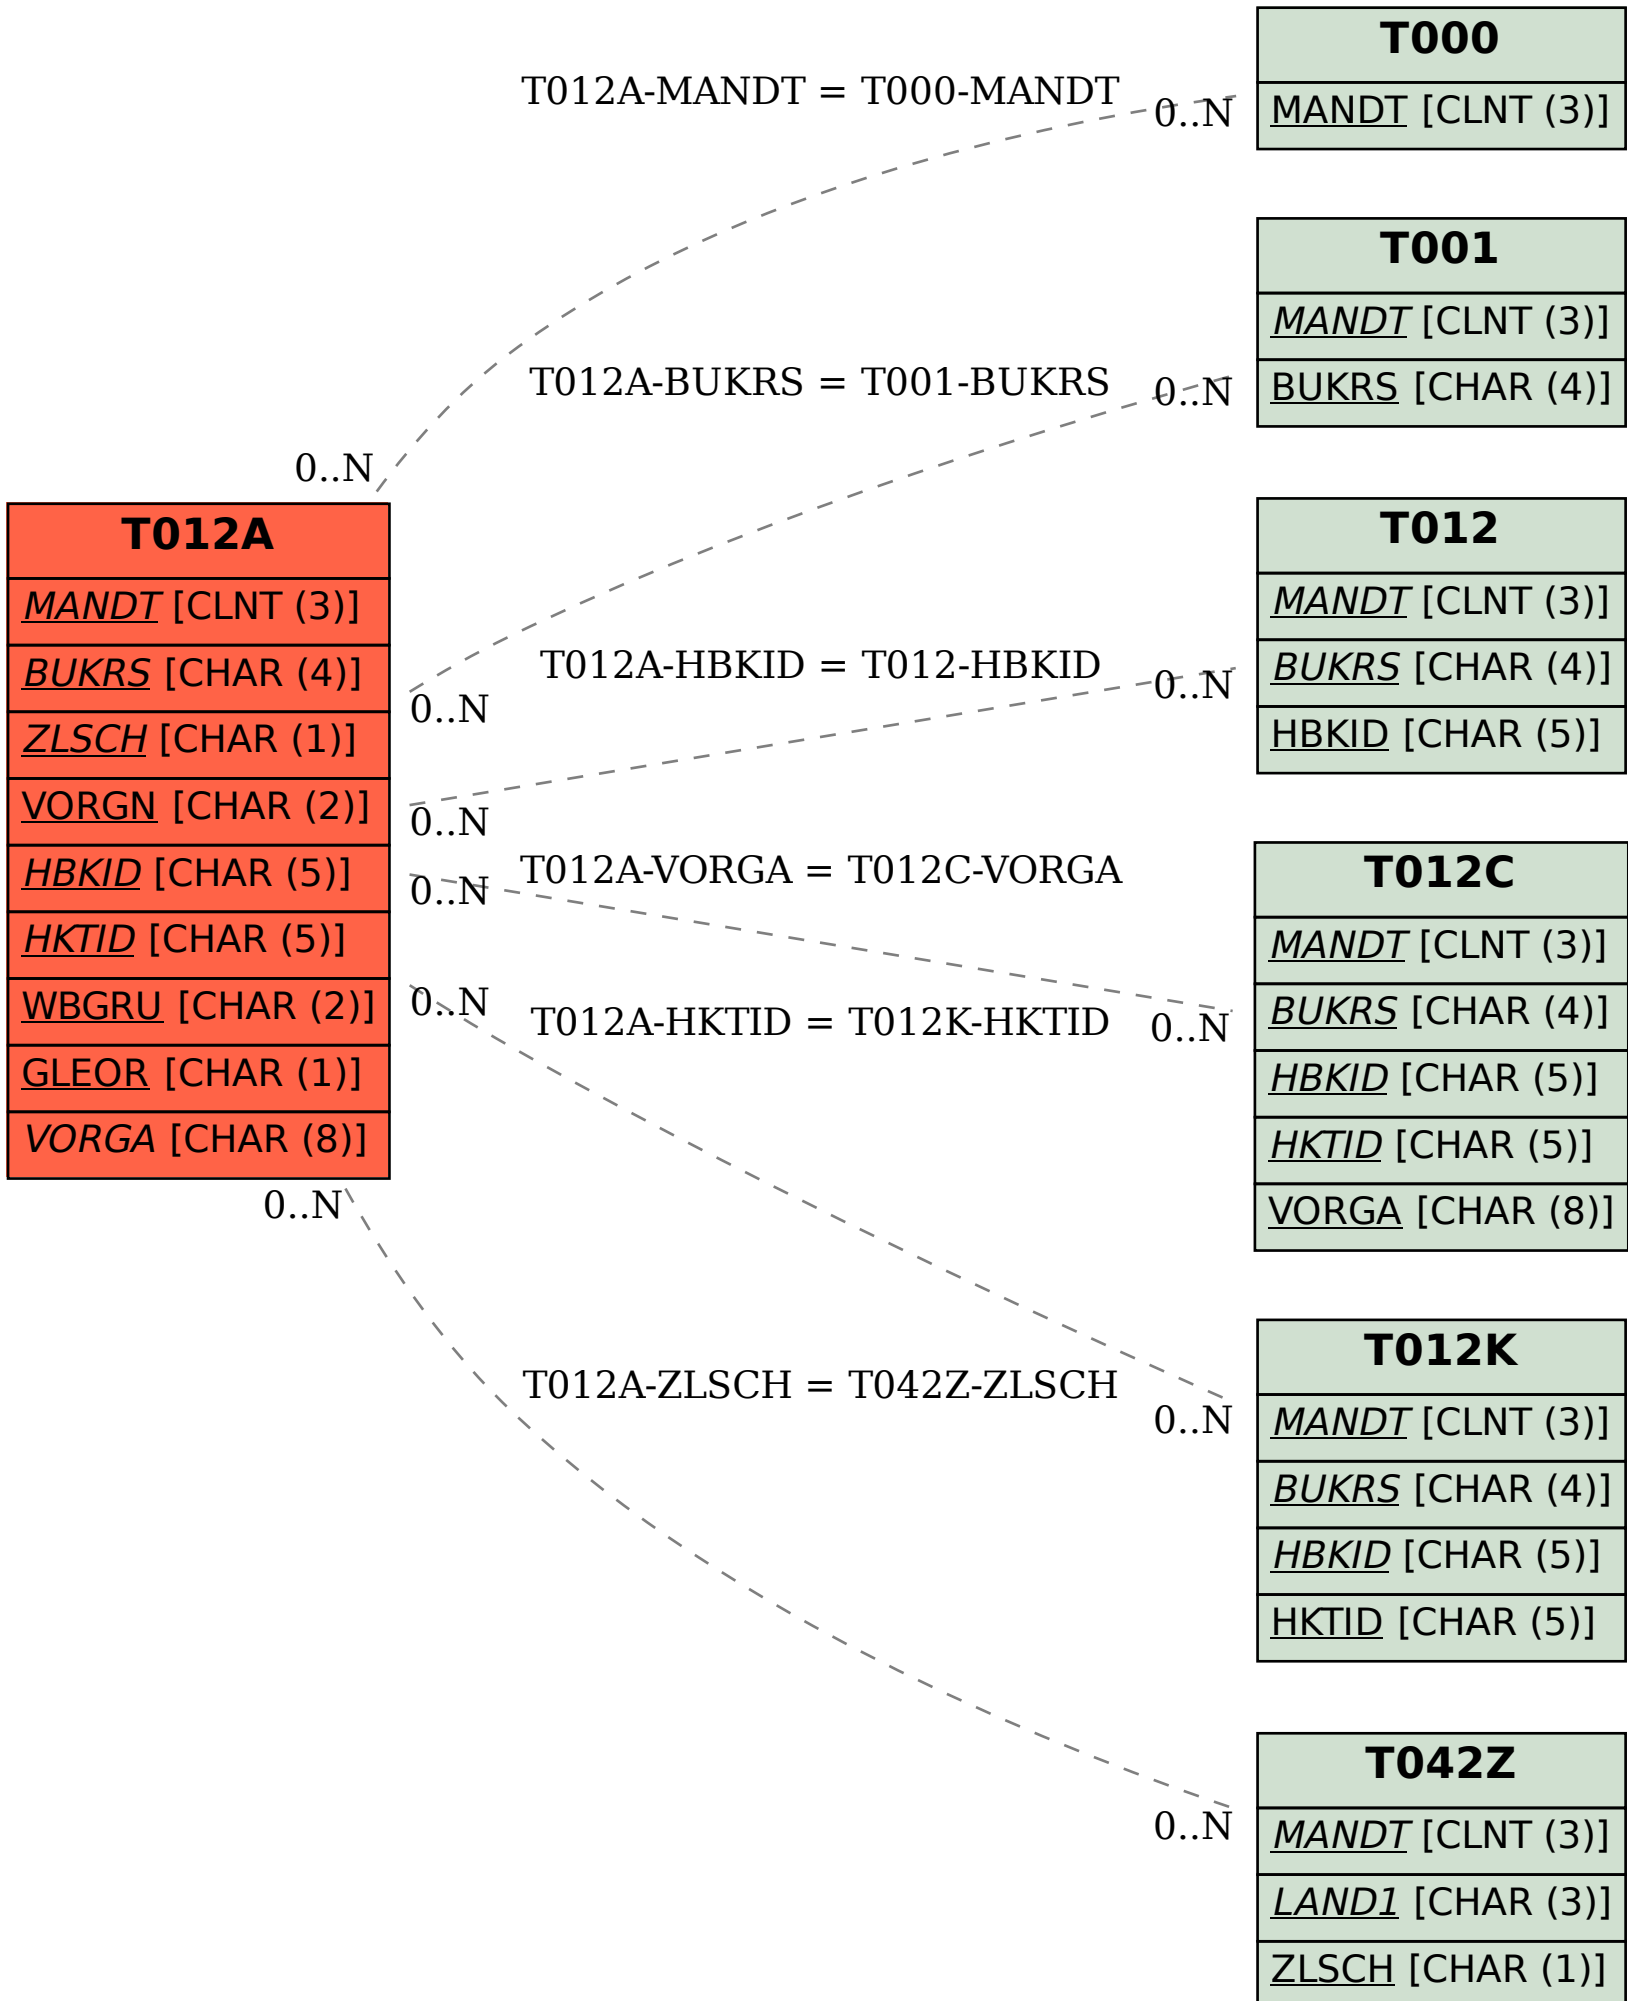 T012A
MANDT [CLNT (3)]
BUKRS [CHAR (4)]
ZLSCH [CHAR (1)]
VORGN [CHAR (2)]
HBKID [CHAR (5)]
HKTID [CHAR (5)]
WBGRU [CHAR (2)]
GLEOR [CHAR (1)]
VORGA [CHAR (8)]
T012A-MANDT = T000-MANDT
0..N
0..N
T012A-BUKRS = T001-BUKRS
0..N
0..N
T012A-HBKID = T012-HBKID
0..N
0..N
T012A-VORGA = T012C-VORGA
0..N
0..N
T012A-HKTID = T012K-HKTID
0..N
0..N
T012A-ZLSCH = T042Z-ZLSCH
0..N
0..N
T000
MANDT [CLNT (3)]
T001
MANDT [CLNT (3)]
BUKRS [CHAR (4)]
T012
MANDT [CLNT (3)]
BUKRS [CHAR (4)]
HBKID [CHAR (5)]
T012C
MANDT [CLNT (3)]
BUKRS [CHAR (4)]
HBKID [CHAR (5)]
HKTID [CHAR (5)]
VORGA [CHAR (8)]
T012K
MANDT [CLNT (3)]
BUKRS [CHAR (4)]
HBKID [CHAR (5)]
HKTID [CHAR (5)]
T042Z
MANDT [CLNT (3)]
LAND1 [CHAR (3)]
ZLSCH [CHAR (1)]